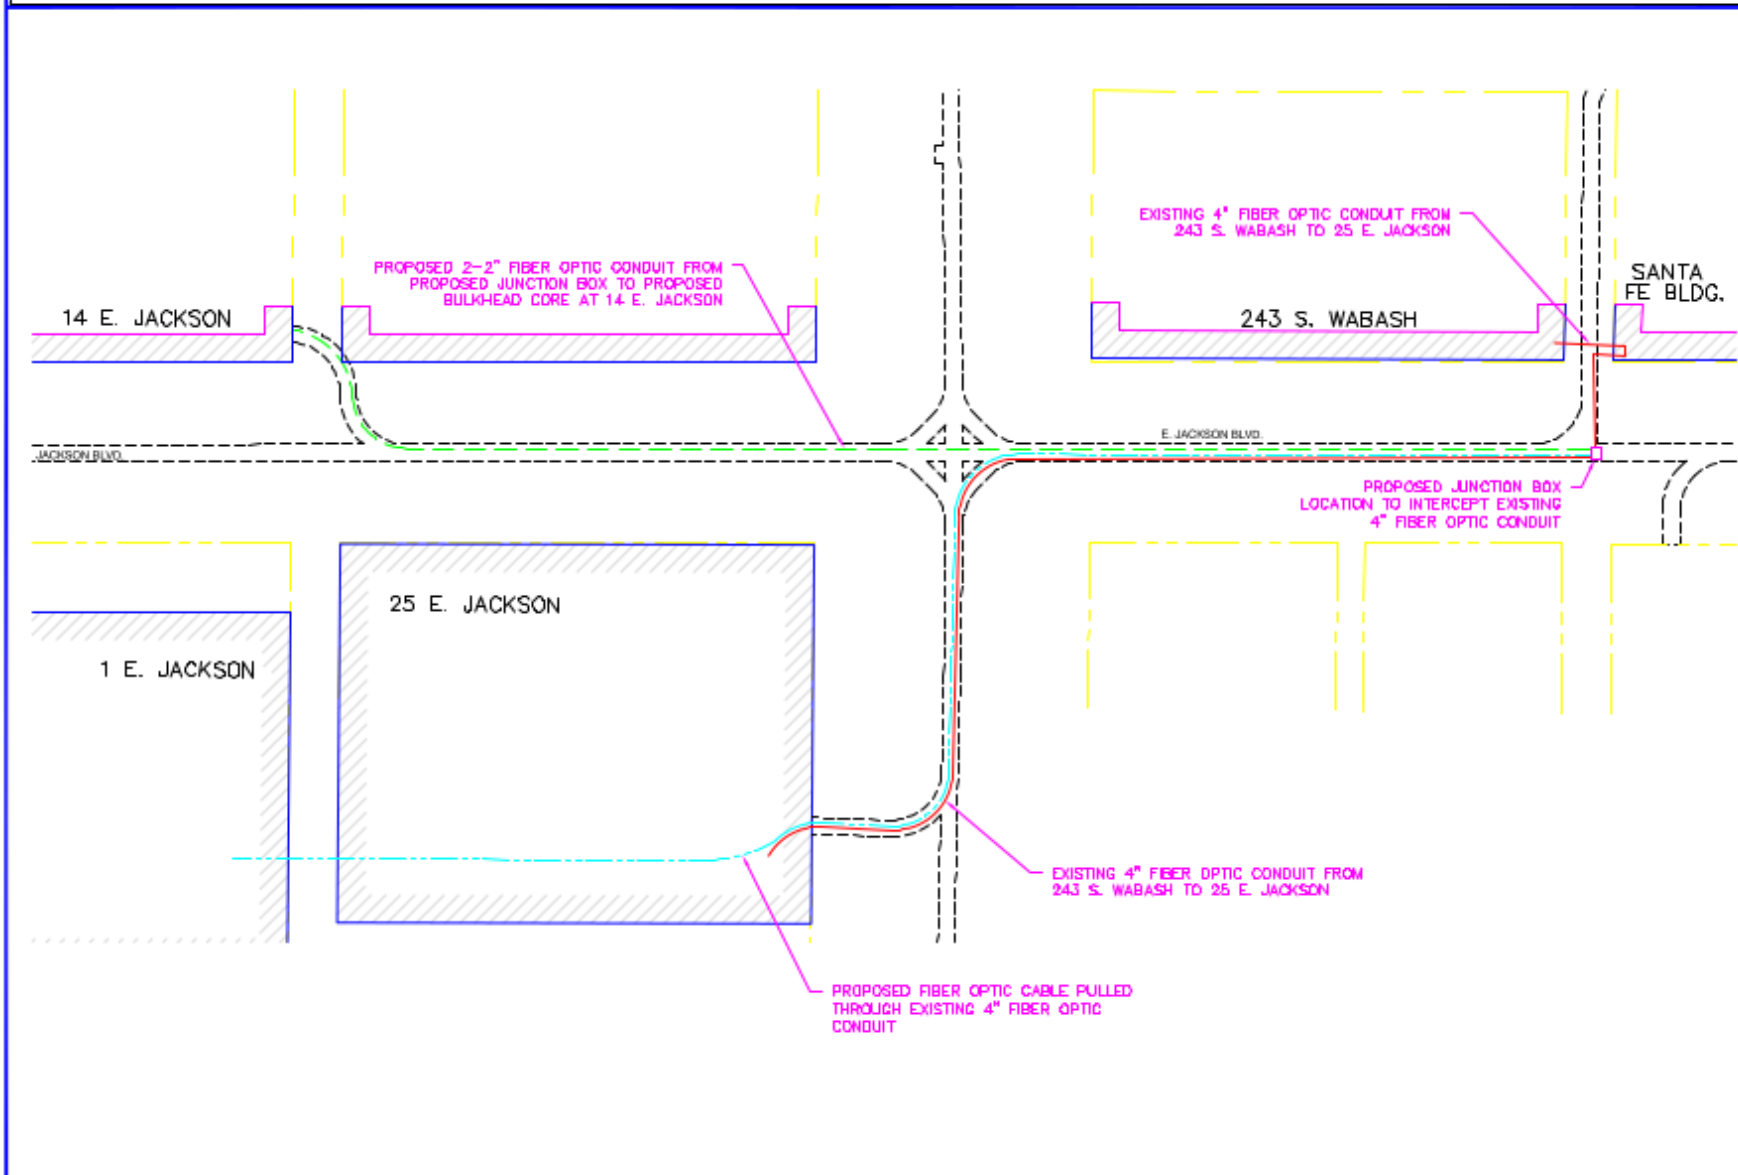 EXISTING 4" FIBER OPTIC CONDUIT FROM
243 S. WABASH TO 25 E. JACKSON
PROPOSED 2-2" FIBER OPTIC CONDUIT FROM
PROPOSED JUNCTION BOX TO PROPOSED
BULKHEAD CORE AT 14 E. JACKSON
SANTA
FE BLDG.
14 E. JACKSON
243 S. WABASH
E. JACKSON BLVD.
JACKSON BLVD.
PROPOSED JUNCTION BOX
LOCATION TO INTERCEPT EXISTING
4" FIBER OPTIC CONDUIT
25 E. JACKSON
1 E. JACKSON
EXISTING 4" FIBER OPTIC CONDUIT FROM
243 S. WABASH TO 25 E. JACKSON
PROPOSED FIBER OPTIC CABLE PULLED
THROUGH EXISTING 4" FIBER OPTIC
CONDUIT